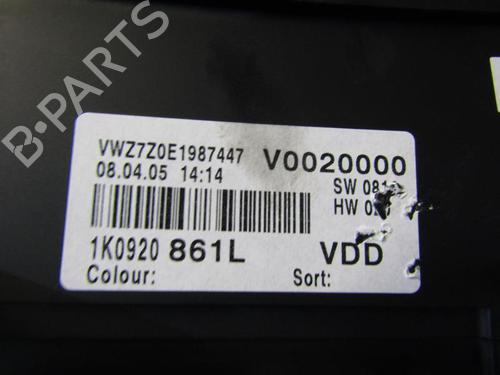 B-PARTS
VWZ7Z0E1987447 V0020000
08.04.05 14:14 SW
HW
1K0920 861L VDD
Colour: Sort: